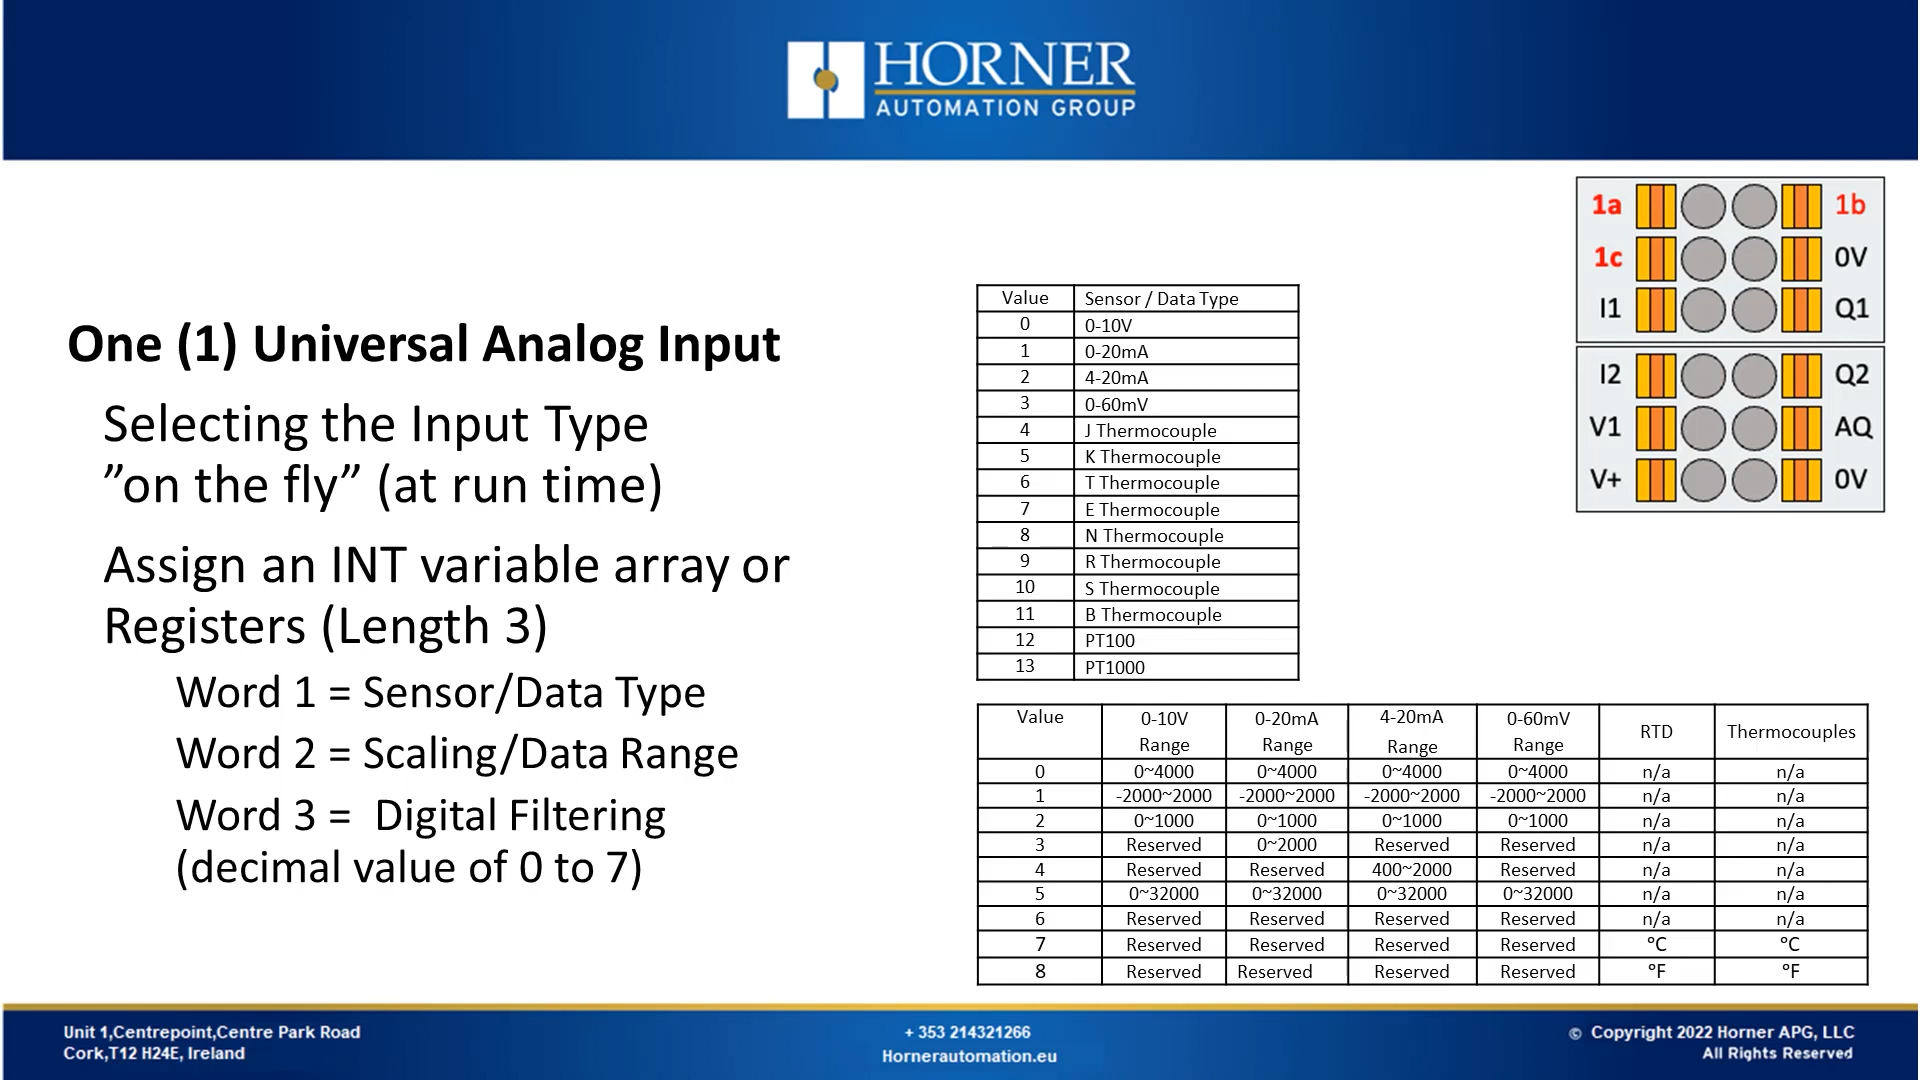 HORNER
AUTOMATION GROUP
One (1) Universal Analog Input
Selecting the Input Type
”on the fly” (at run time)
Assign an INT variable array or
Registers (Length 3)
Word 1 = Sensor/Data Type
Word 2 = Scaling/Data Range
Word 3 = Digital Filtering
(decimal value of 0 to 7)
Value Sensor / Data Type
0 0-10V
1 0-20mA
2 4-20mA
3 0-60mV
4 J Thermocouple
5 K Thermocouple
6 T Thermocouple
7 E Thermocouple
8 N Thermocouple
9 R Thermocouple
10 S Thermocouple
11 B Thermocouple
12 PT100
13 PT1000
1a 1b
1c 0V
I1 Q1
I2 Q2
V1 AQ
V+ 0V
Value 0-10V Range 0-20mA Range 4-20mA Range 0-60mV Range RTD Thermocouples
0 0~4000 0~4000 0~4000 0~4000 n/a n/a
1 -2000~2000 -2000~2000 -2000~2000 -2000~2000 n/a n/a
2 0~1000 0~1000 0~1000 0~1000 n/a n/a
3 Reserved 0~2000 Reserved Reserved n/a n/a
4 Reserved Reserved 400~2000 Reserved n/a n/a
5 0~32000 0~32000 0~32000 0~32000 n/a n/a
6 Reserved Reserved Reserved Reserved n/a n/a
7 Reserved Reserved Reserved Reserved °C °C
8 Reserved Reserved Reserved Reserved °F °F
Unit 1,Centrepoint,Centre Park Road
Cork,T12 H24E, Ireland
+ 353 214321266
Hornerautomation.eu
© Copyright 2022 Horner APG, LLC
All Rights Reserved